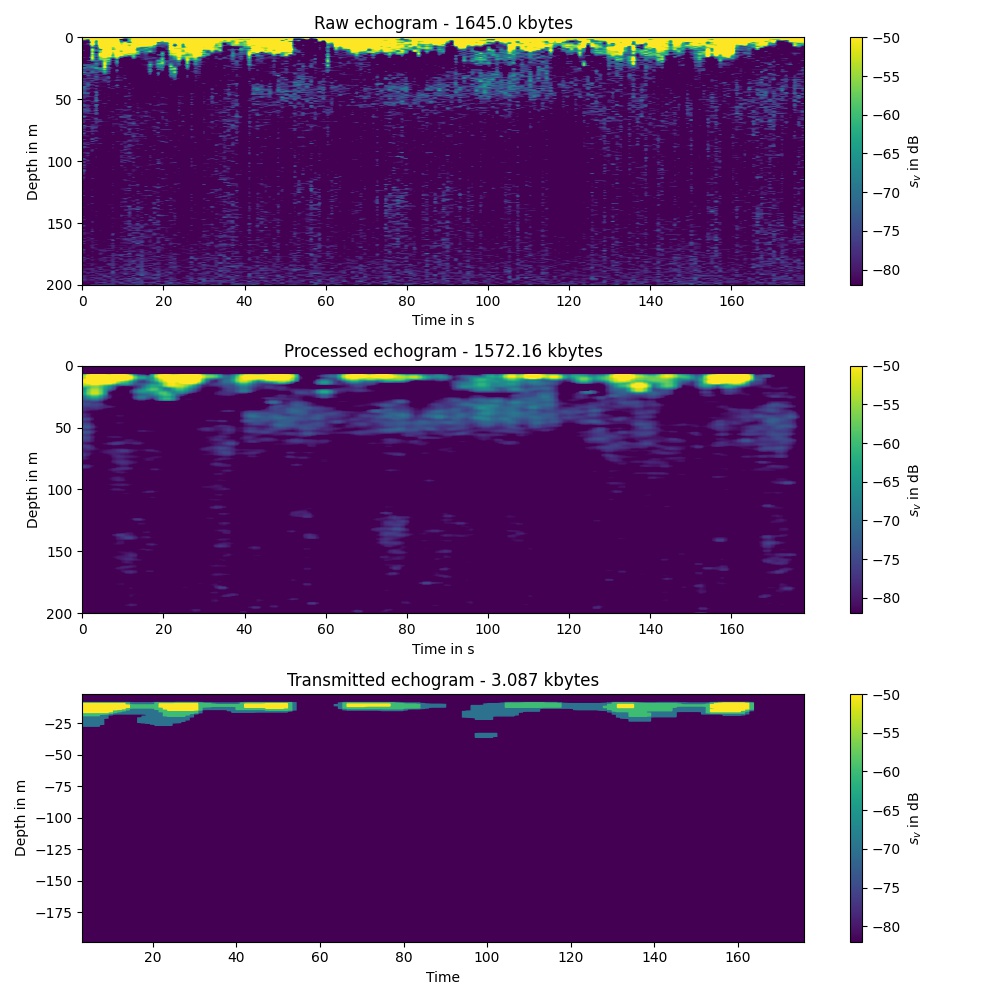 Raw echogram - 1645.0 kbytes
0
50
100
150
200
Depth in m
0 20 40 60 80 100 120 140 160
Time in s
−50
−55
−60
−65
−70
−75
−80
sv in dB
Processed echogram - 1572.16 kbytes
0
50
100
150
200
Depth in m
0 20 40 60 80 100 120 140 160
Time in s
−50
−55
−60
−65
−70
−75
−80
sv in dB
Transmitted echogram - 3.087 kbytes
−25
−50
−75
−100
−125
−150
−175
Depth in m
20 40 60 80 100 120 140 160
Time
−50
−55
−60
−65
−70
−75
−80
sv in dB